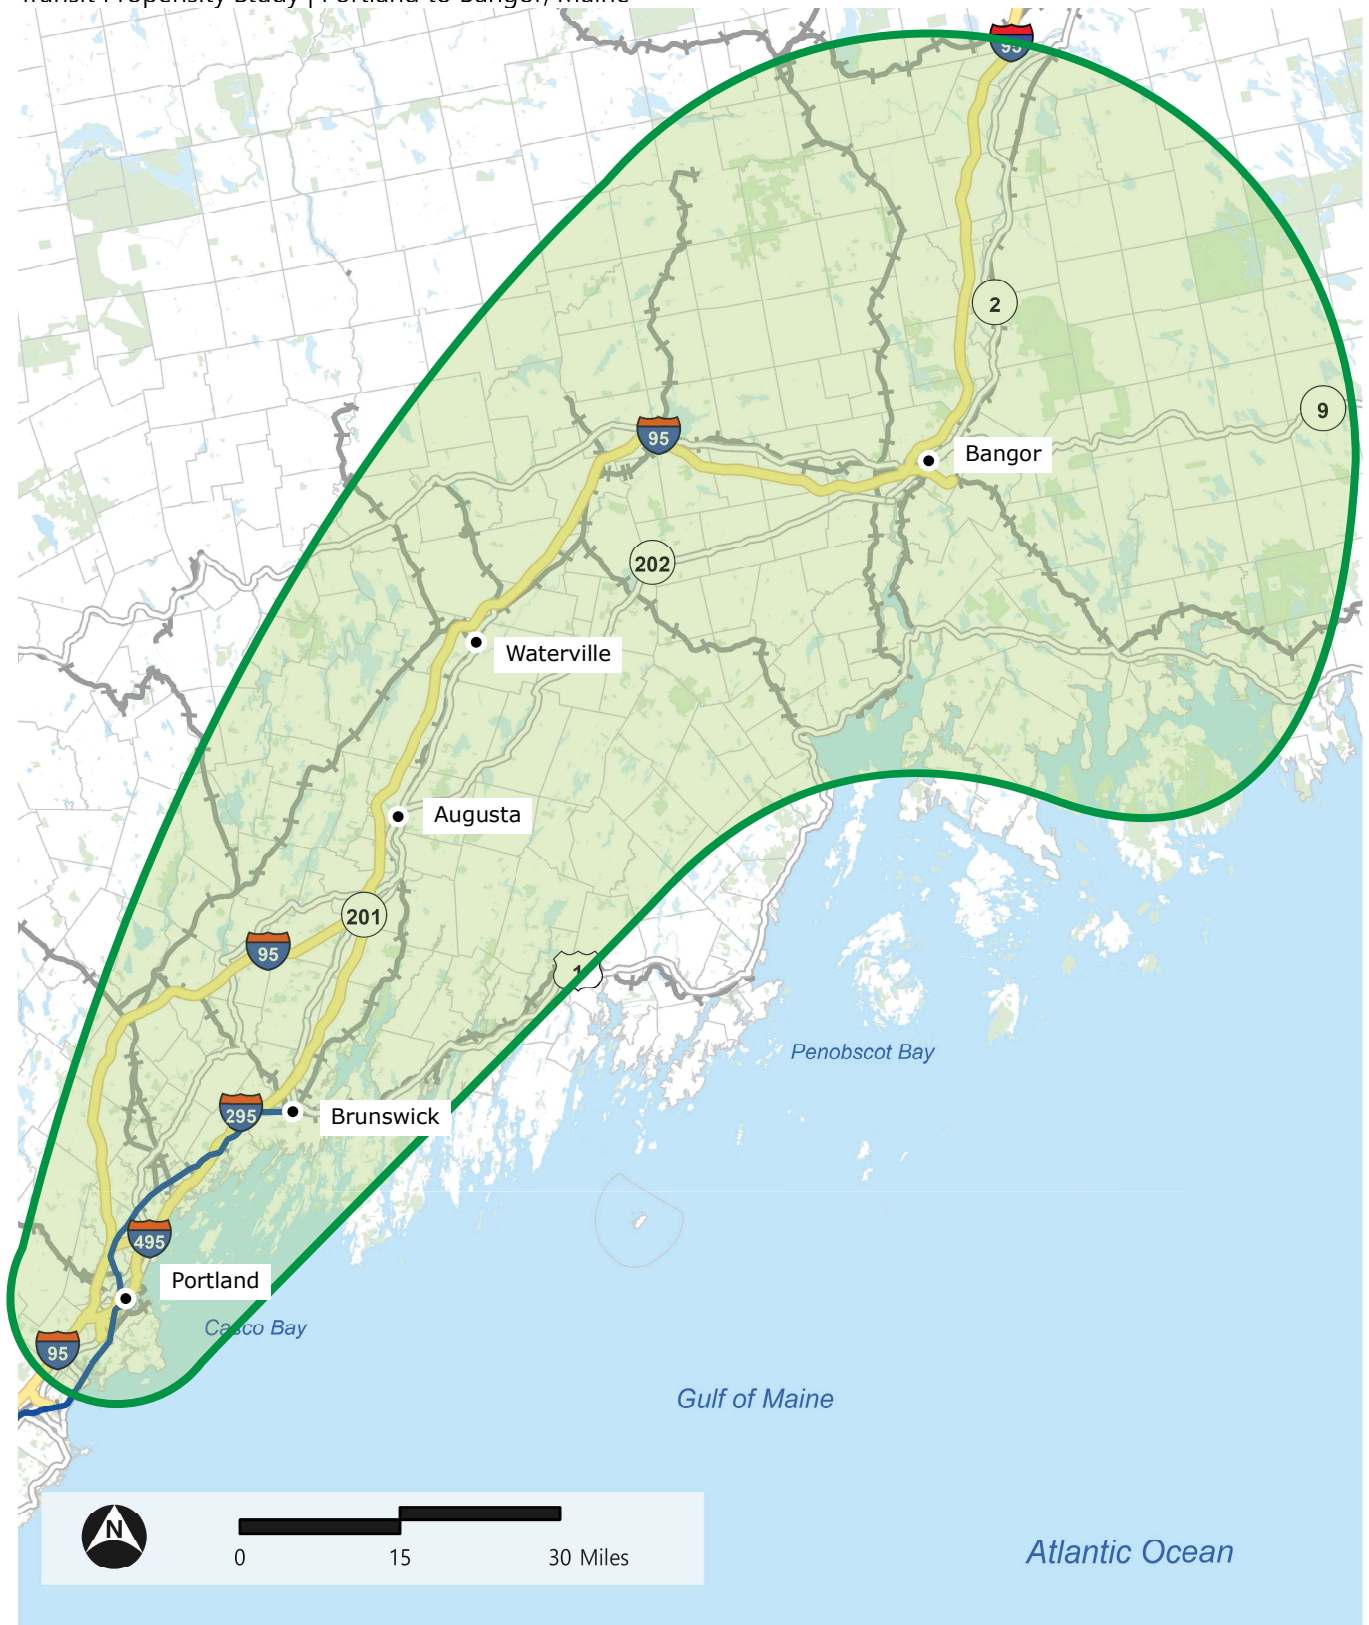 Transit Propensity Study | Portland to Bangor, Maine
95
2
9
95
Bangor
202
Waterville
Augusta
201
95
1
Penobscot Bay
295
Brunswick
495
Portland
Casco Bay
95
Gulf of Maine
N
0 15 30 Miles
Atlantic Ocean